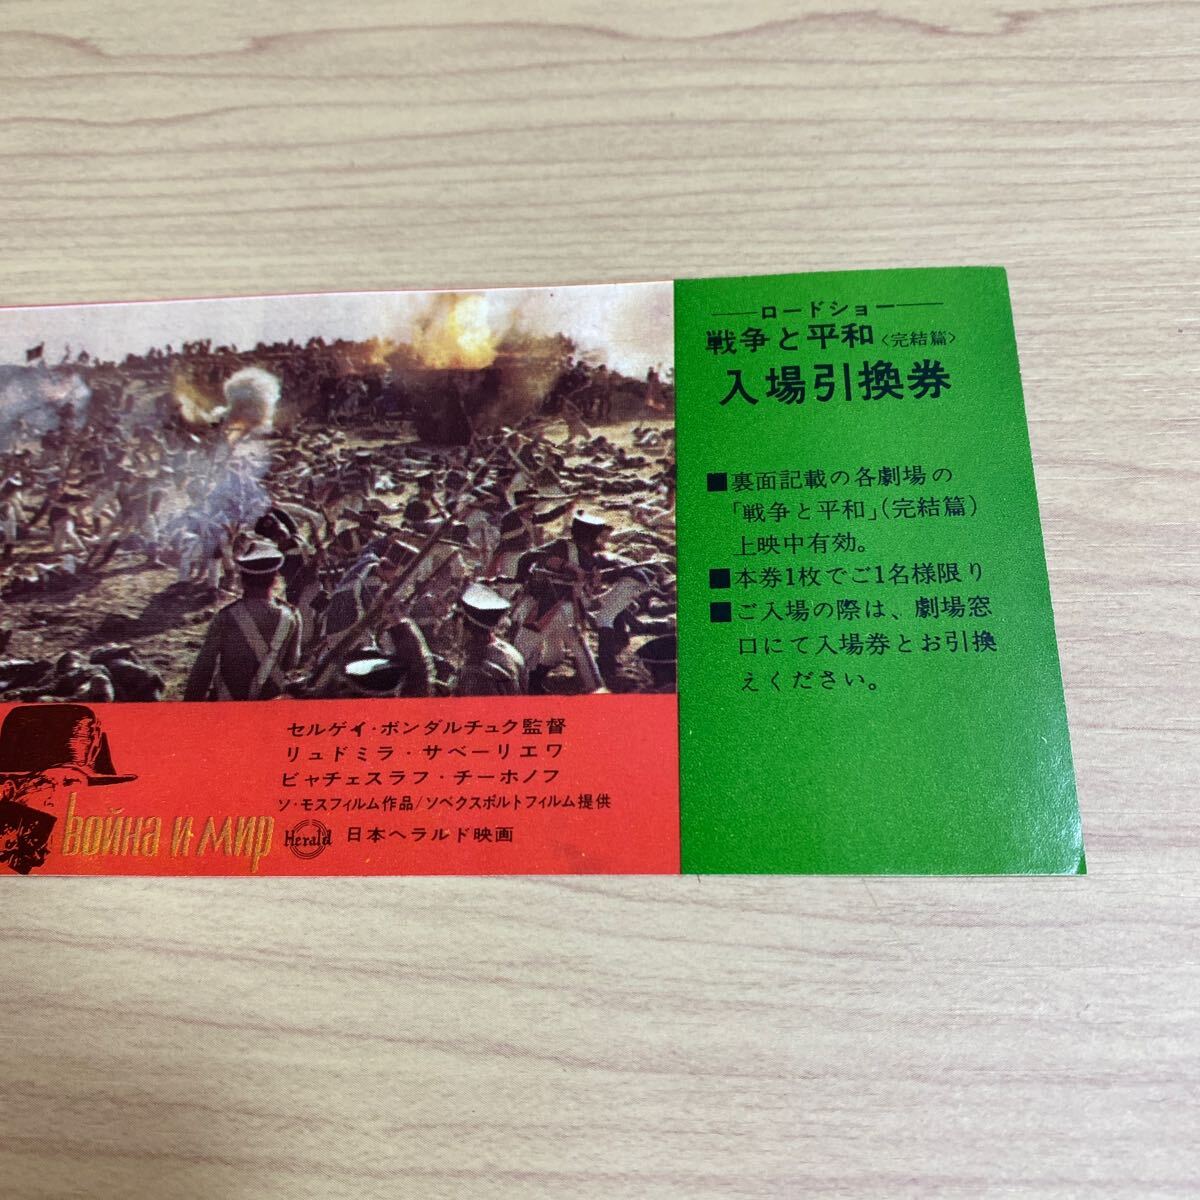 セルゲイ・ボンダルチュク監督
リュドミラ・サベーリエワ
ビャチェスラフ・チーホノフ
ソ・モスフィルム作品/ソベクスポルトフィルム提供
война и мир
Herald 日本ヘラルド映画
ロードショー
戦争と平和〈完結篇〉
入場引換券
■裏面記載の各劇場の
「戦争と平和」(完結篇)
上映中有効。
■本券1枚でご1名様限り
■ご入場の際は、劇場窓
口にて入場券とお引換
えください。